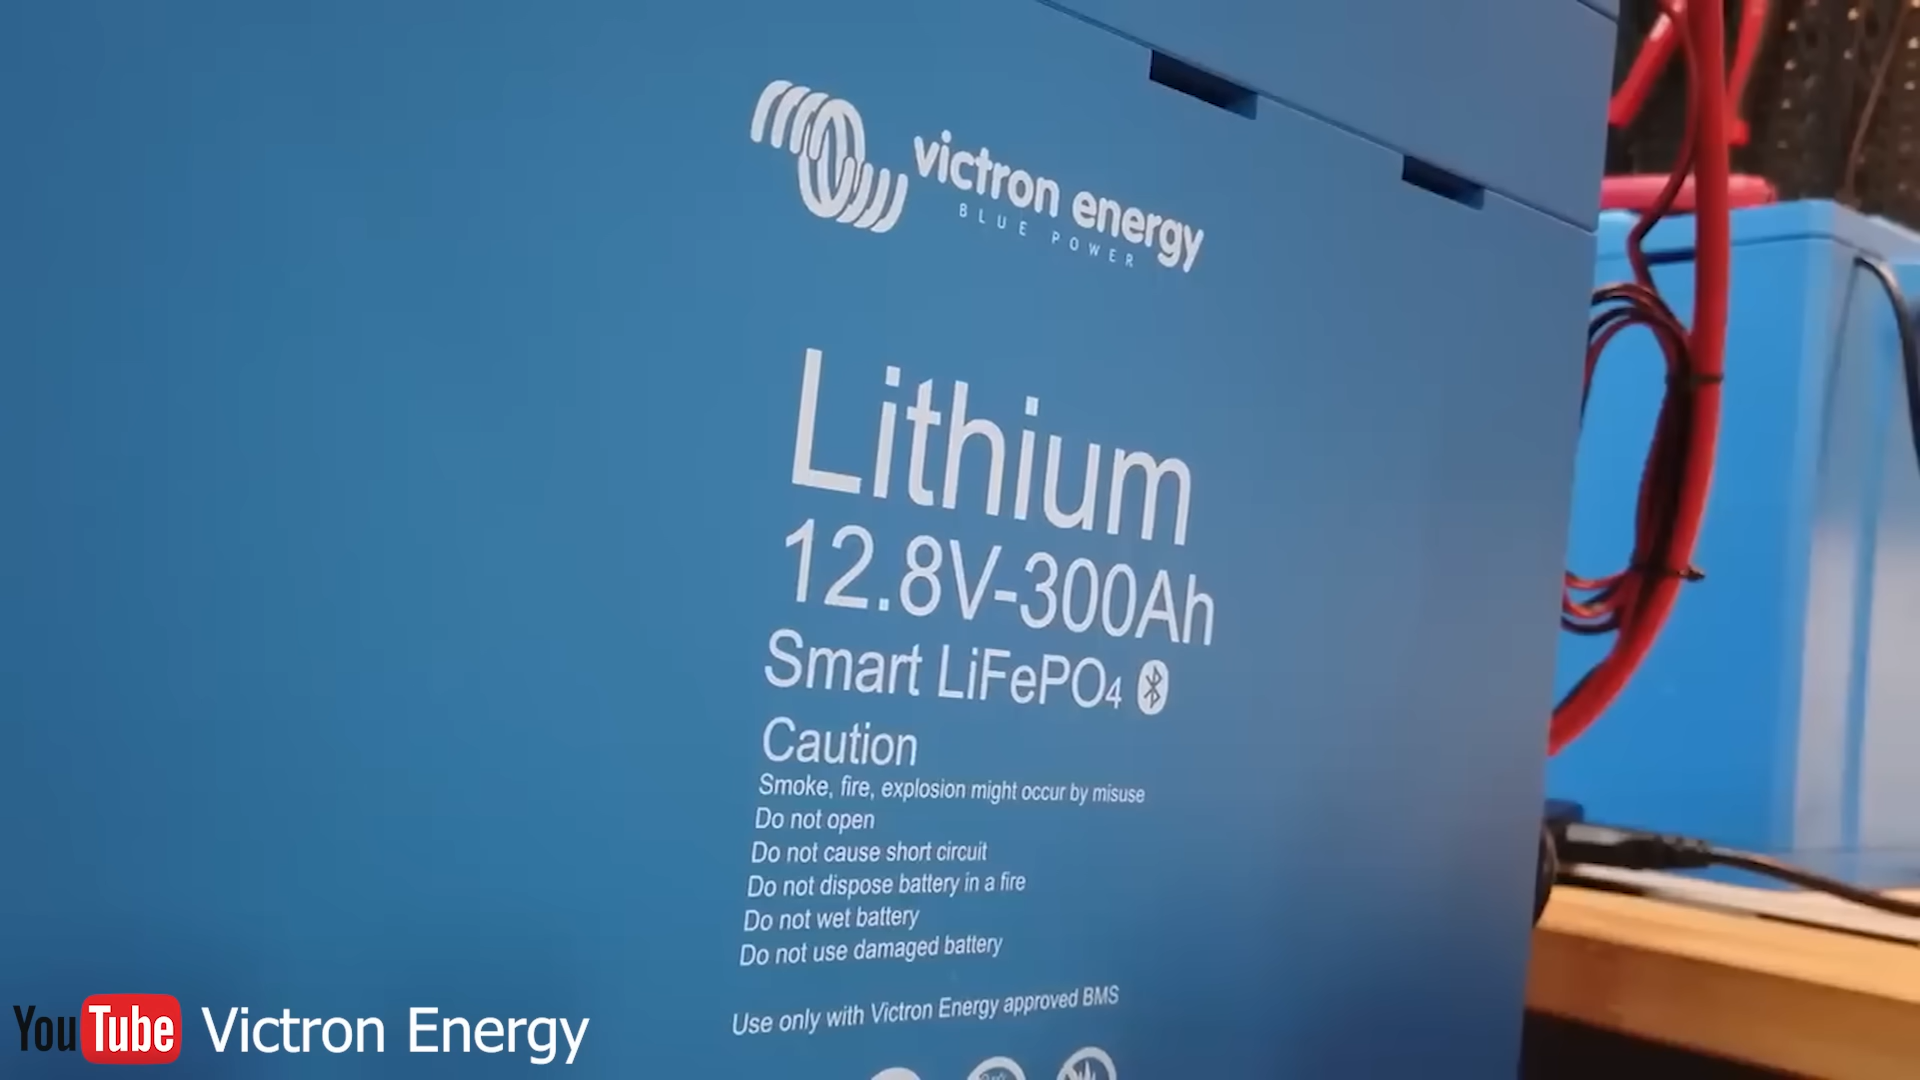 victron energy
BLUE POWER
Lithium
12.8V-300Ah
Smart LiFePO4
Caution
Smoke, fire, explosion might occur by misuse
Do not open
Do not cause short circuit
Do not dispose battery in a fire
Do not wet battery
Do not use damaged battery
Use only with Victron Energy approved BMS
YouTube Victron Energy